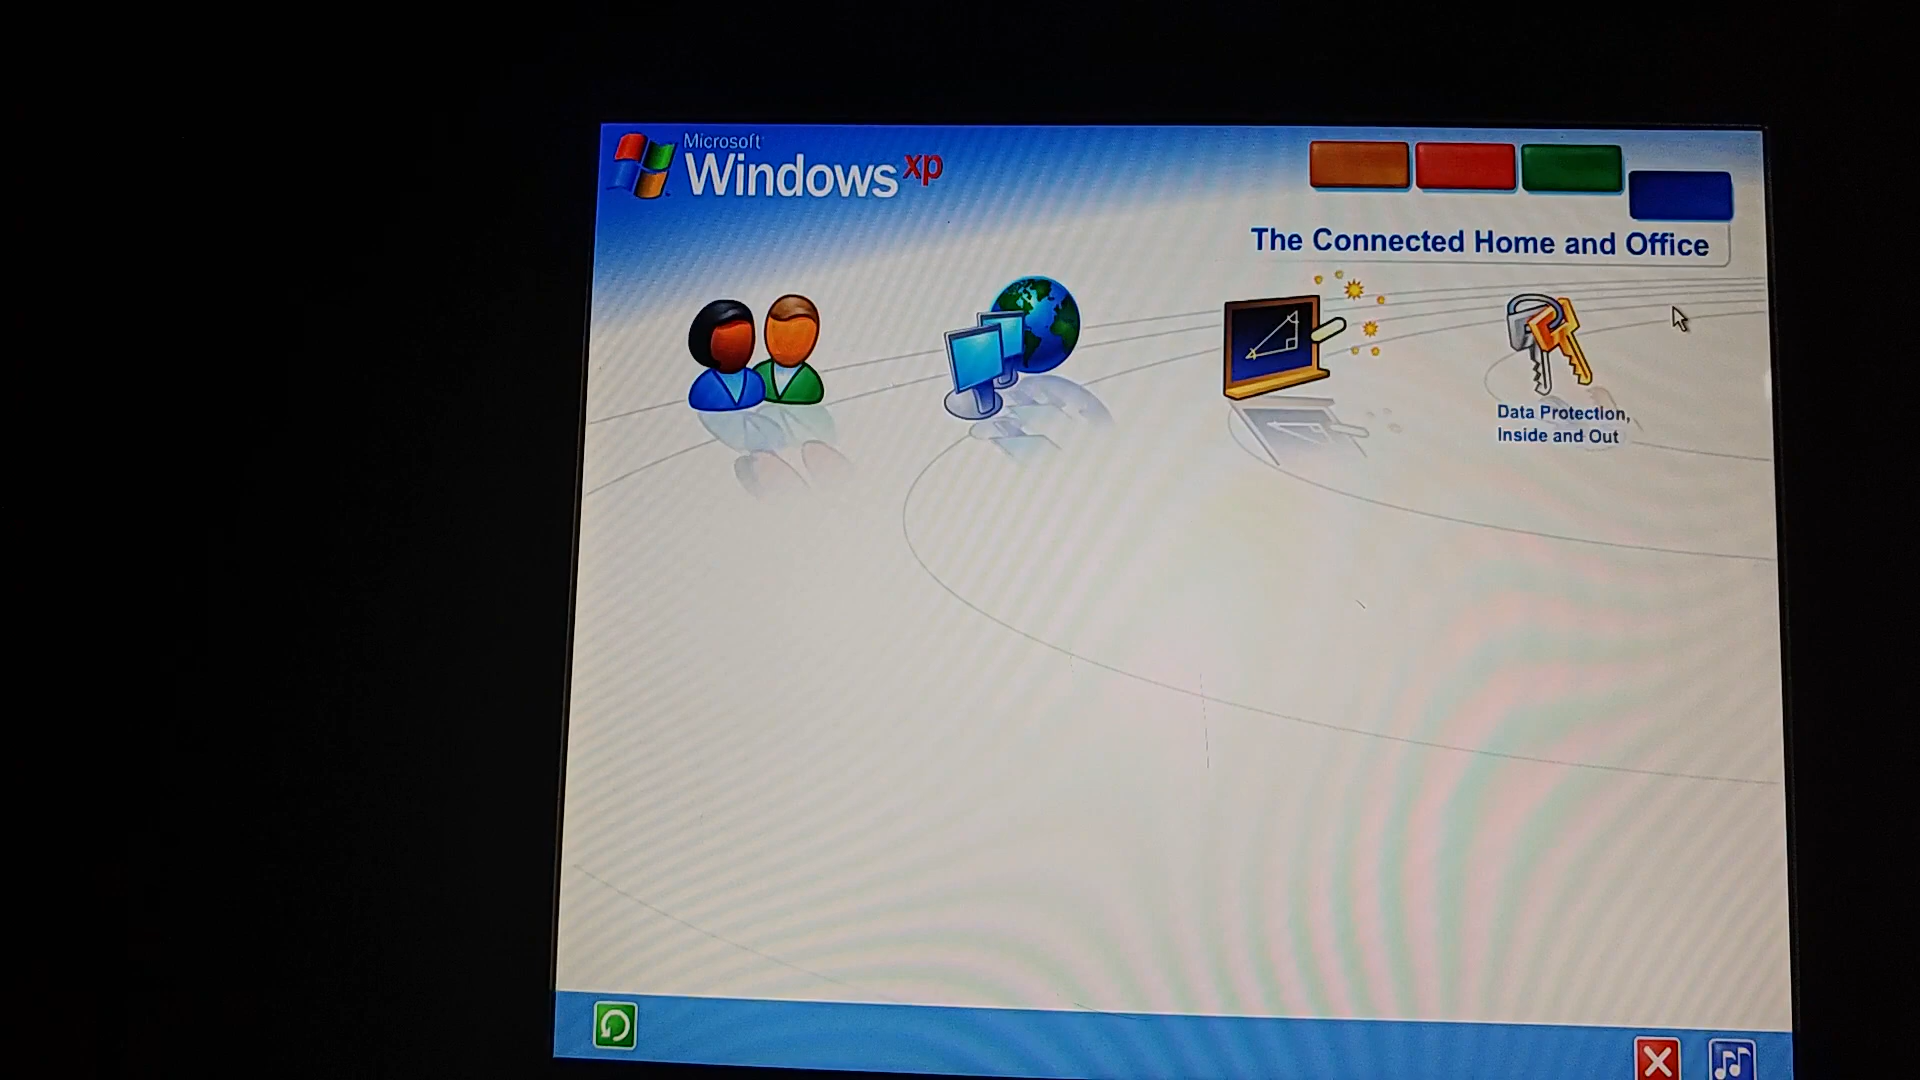 Microsoft
Windows xp
The Connected Home and Office
Data Protection,
Inside and Out